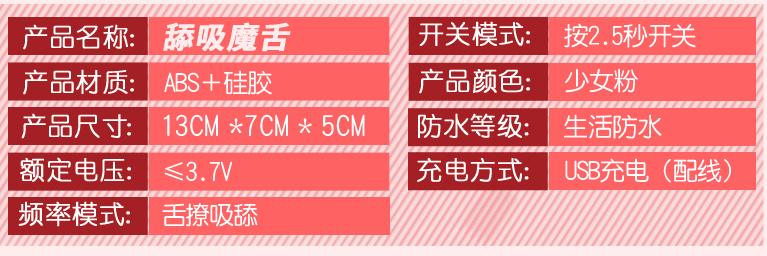 产品名称: 舔吸魔舌
开关模式: 按2.5秒开关
产品材质: ABS+硅胶
产品颜色: 少女粉
产品尺寸: 13CM *7CM * 5CM
防水等级: 生活防水
额定电压: ≤3.7V
充电方式: USB充电（配线）
频率模式: 舌撩吸舔